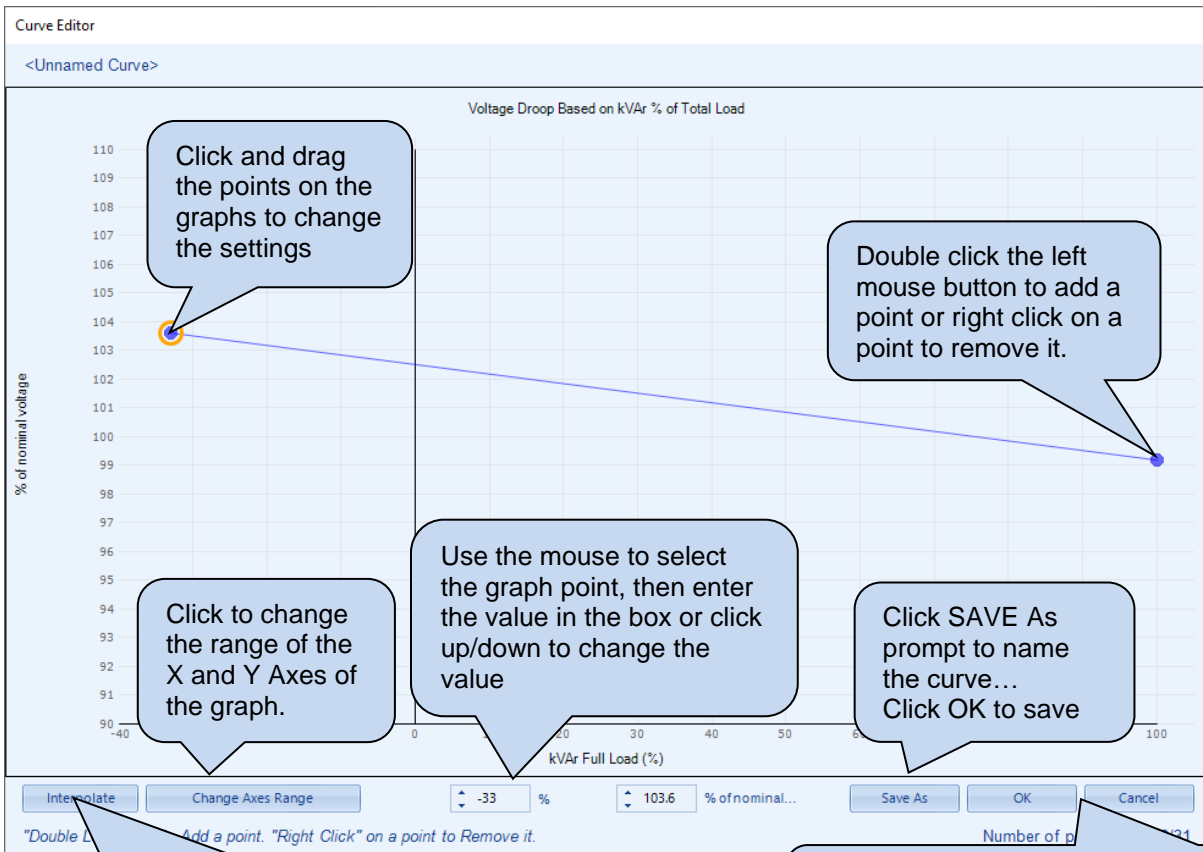 Curve Editor
<Unnamed Curve>
Voltage Droop Based on kVAr % of Total Load
110
109
108
107
106
105
104
103
102
101
100
99
98
97
96
95
94
93
92
91
90
% of nominal voltage
Click and drag
the points on the
graphs to change
the settings
Double click the left
mouse button to add a
point or right click on a
point to remove it.
Click to change
the range of the
X and Y Axes of
the graph.
Use the mouse to select
the graph point, then enter
the value in the box or click
up/down to change the
value
Click SAVE As
prompt to name
the curve…
Click OK to save
-40 0 20 30 40 50 100
kVAr Full Load (%)
Interpolate Change Axes Range -33 % 103.6 % of nominal... Save As OK Cancel
"Double Add a point. "Right Click" on a point to Remove it. Number of